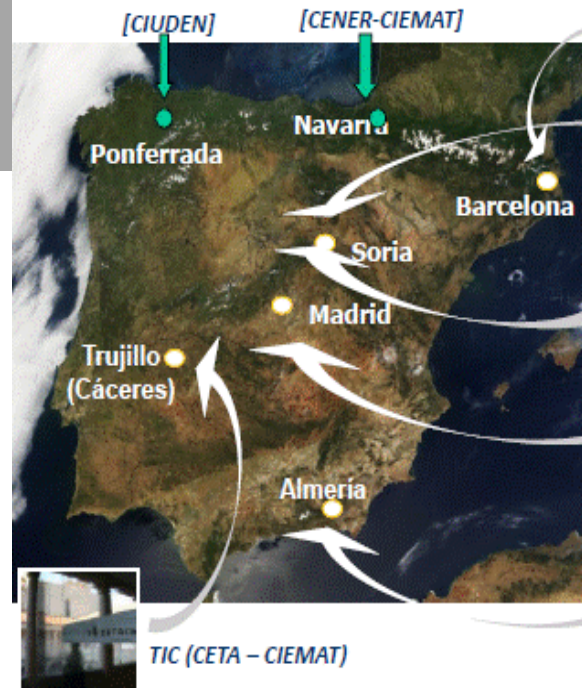 [CIUDEN]
[CENER-CIEMAT]
Ponferrada
Navarra
Barcelona
Soria
Madrid
Trujillo
(Cáceres)
Almería
TIC (CETA – CIEMAT)